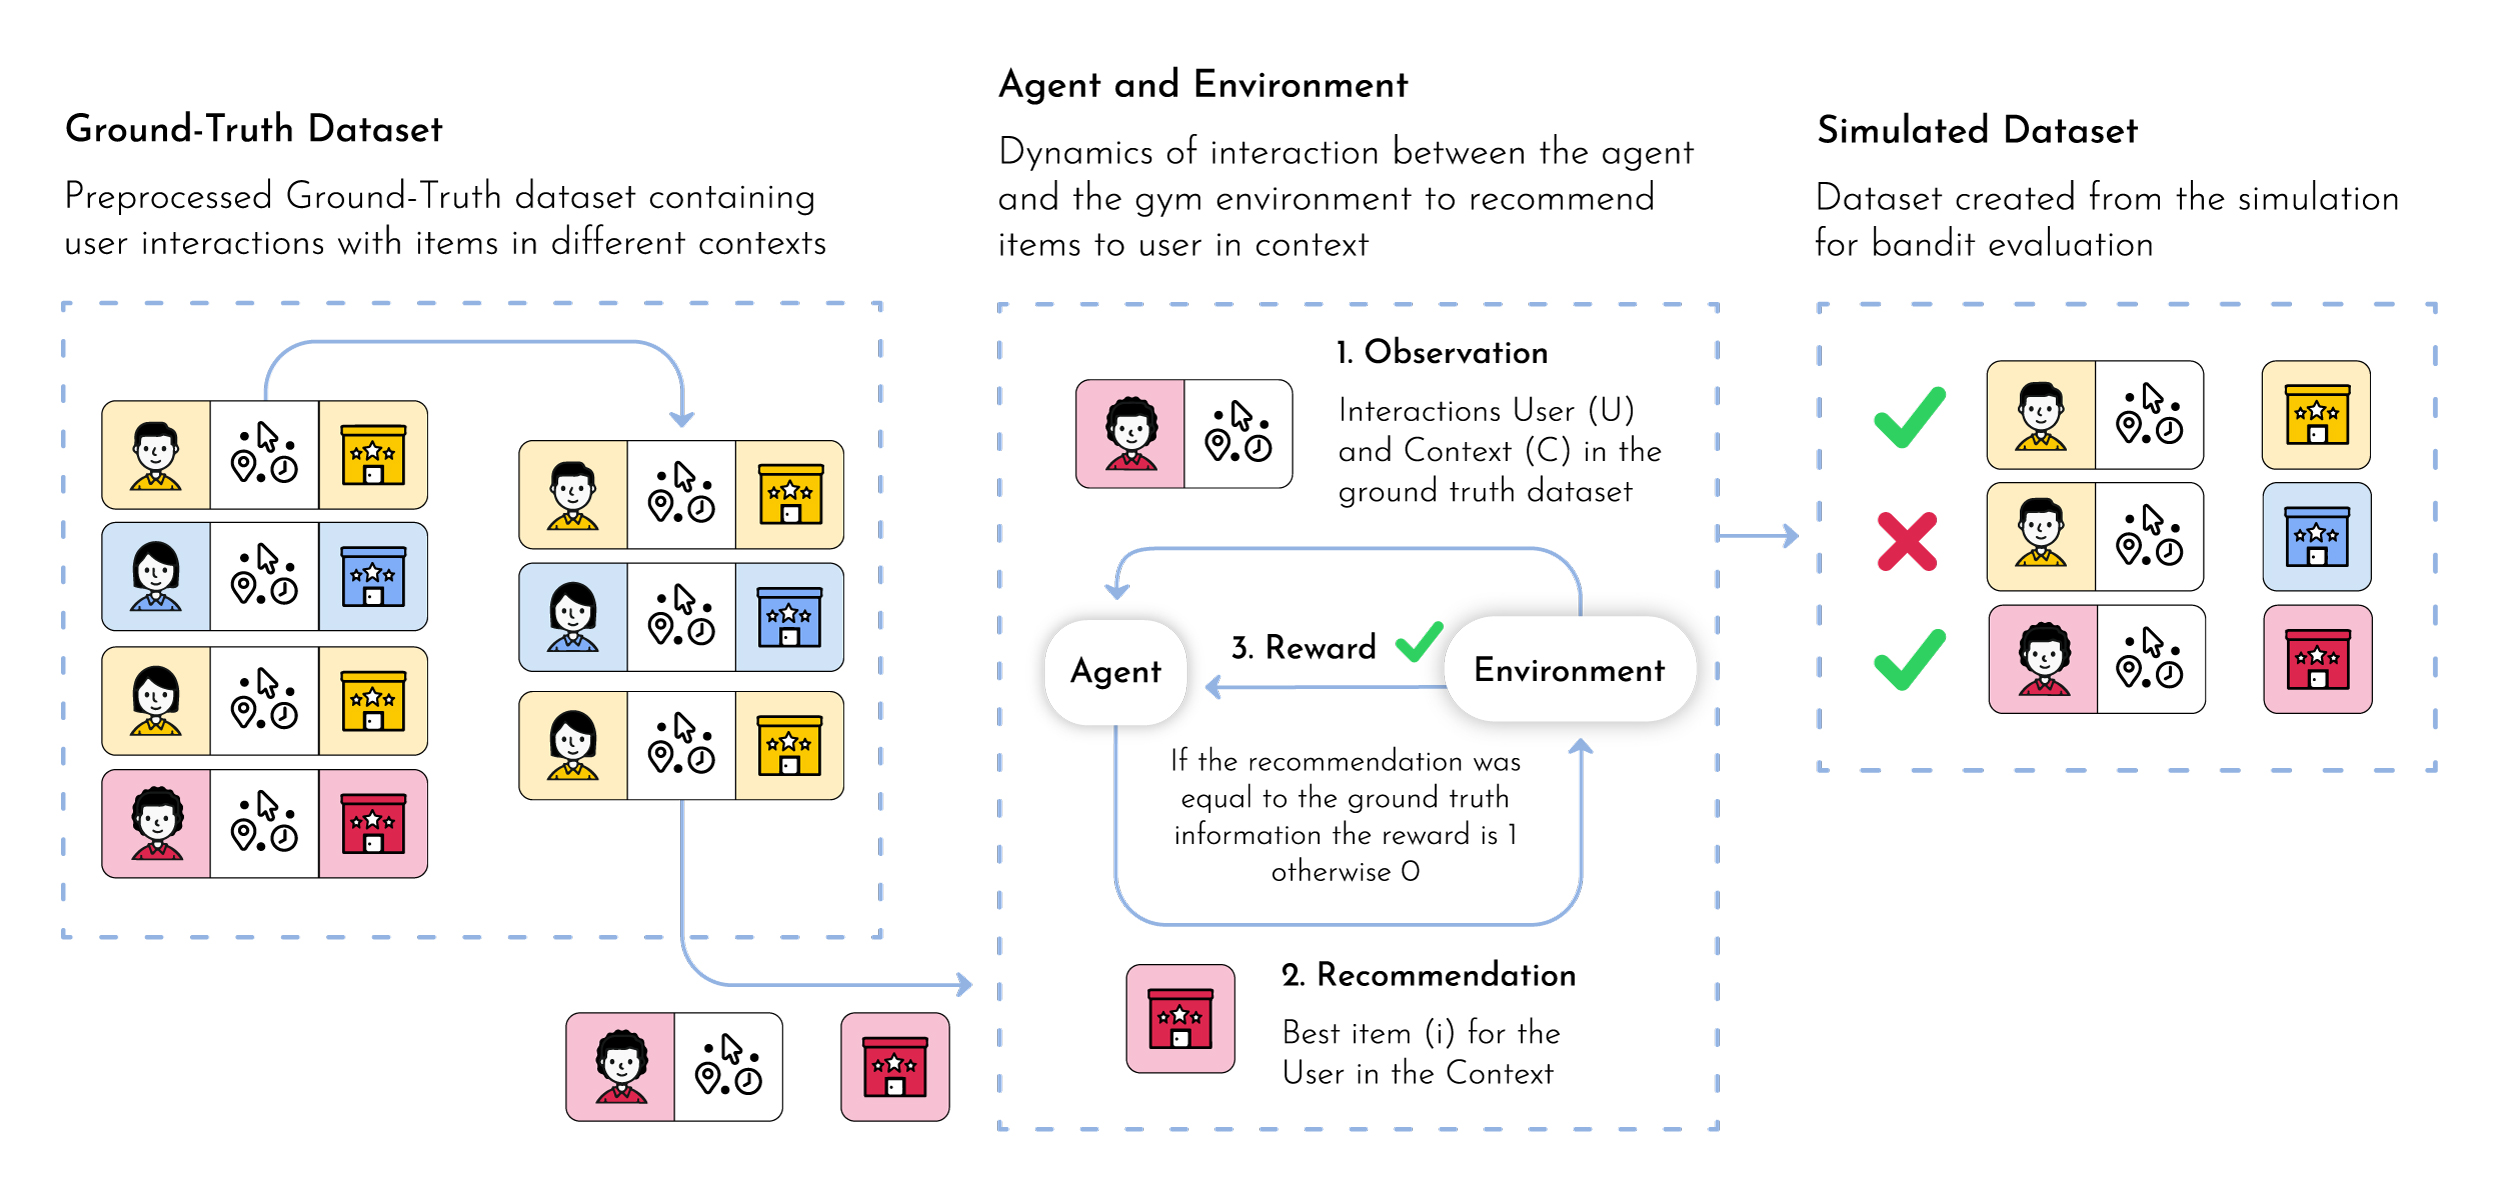 Ground-Truth Dataset
Preprocessed Ground-Truth dataset containing
user interactions with items in different contexts
Agent and Environment
Dynamics of interaction between the agent
and the gym environment to recommend
items to user in context
1. Observation
Interactions User (U)
and Context (C) in the
ground truth dataset
3. Reward
Agent
Environment
If the recommendation was
equal to the ground truth
information the reward is 1
otherwise 0
2. Recommendation
Best item (i) for the
User in the Context
Simulated Dataset
Dataset created from the simulation
for bandit evaluation